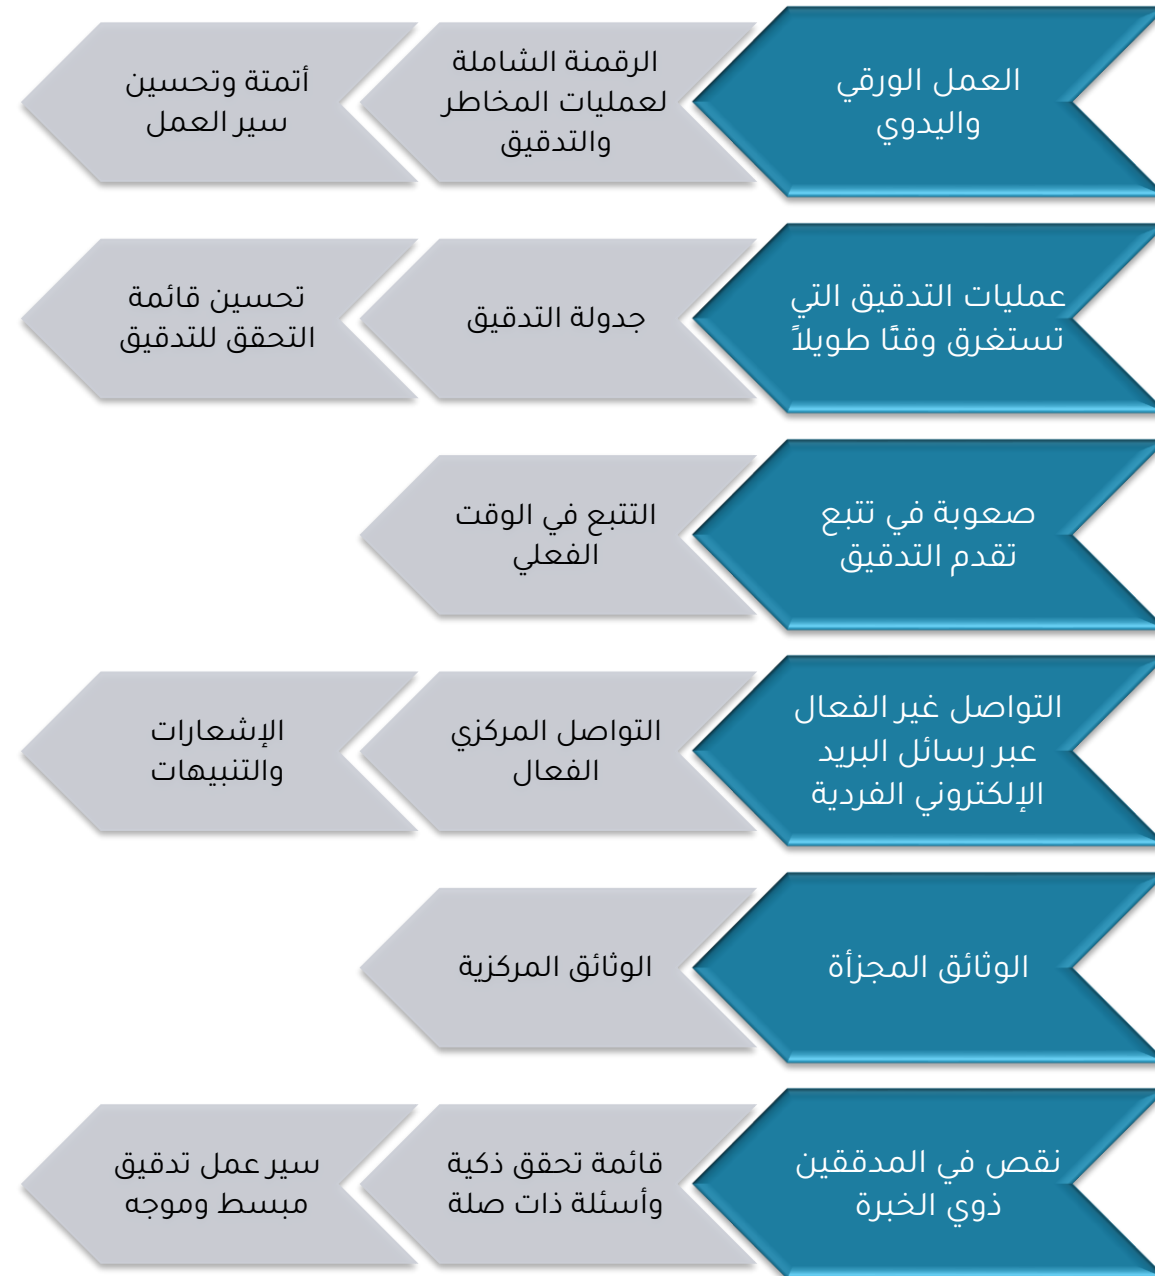 العمل الورقي
واليدوي
الرقمنة الشاملة
لعمليات المخاطر
والتدقيق
أتمتة وتحسين
سير العمل
عمليات التدقيق التي
تستغرق وقتًا طويلاً
جدولة التدقيق
تحسين قائمة
التحقق للتدقيق
صعوبة في تتبع
تقدم التدقيق
التتبع في الوقت
الفعلي
التواصل غير الفعال
عبر رسائل البريد
الإلكتروني الفردية
التواصل المركزي
الفعال
الإشعارات
والتنبيهات
الوثائق المجزأة
الوثائق المركزية
نقص في المدققين
ذوي الخبرة
قائمة تحقق ذكية
وأسئلة ذات صلة
سير عمل تدقيق
مبسط وموجه